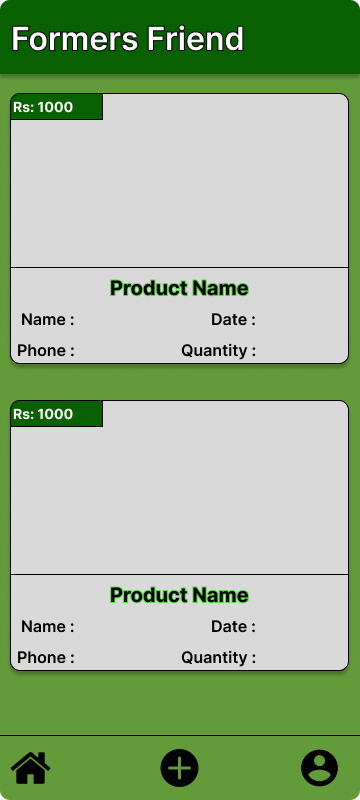 Formers Friend
Rs: 1000
Product Name
Name : Date :
Phone : Quantity :
Rs: 1000
Product Name
Name : Date :
Phone : Quantity :